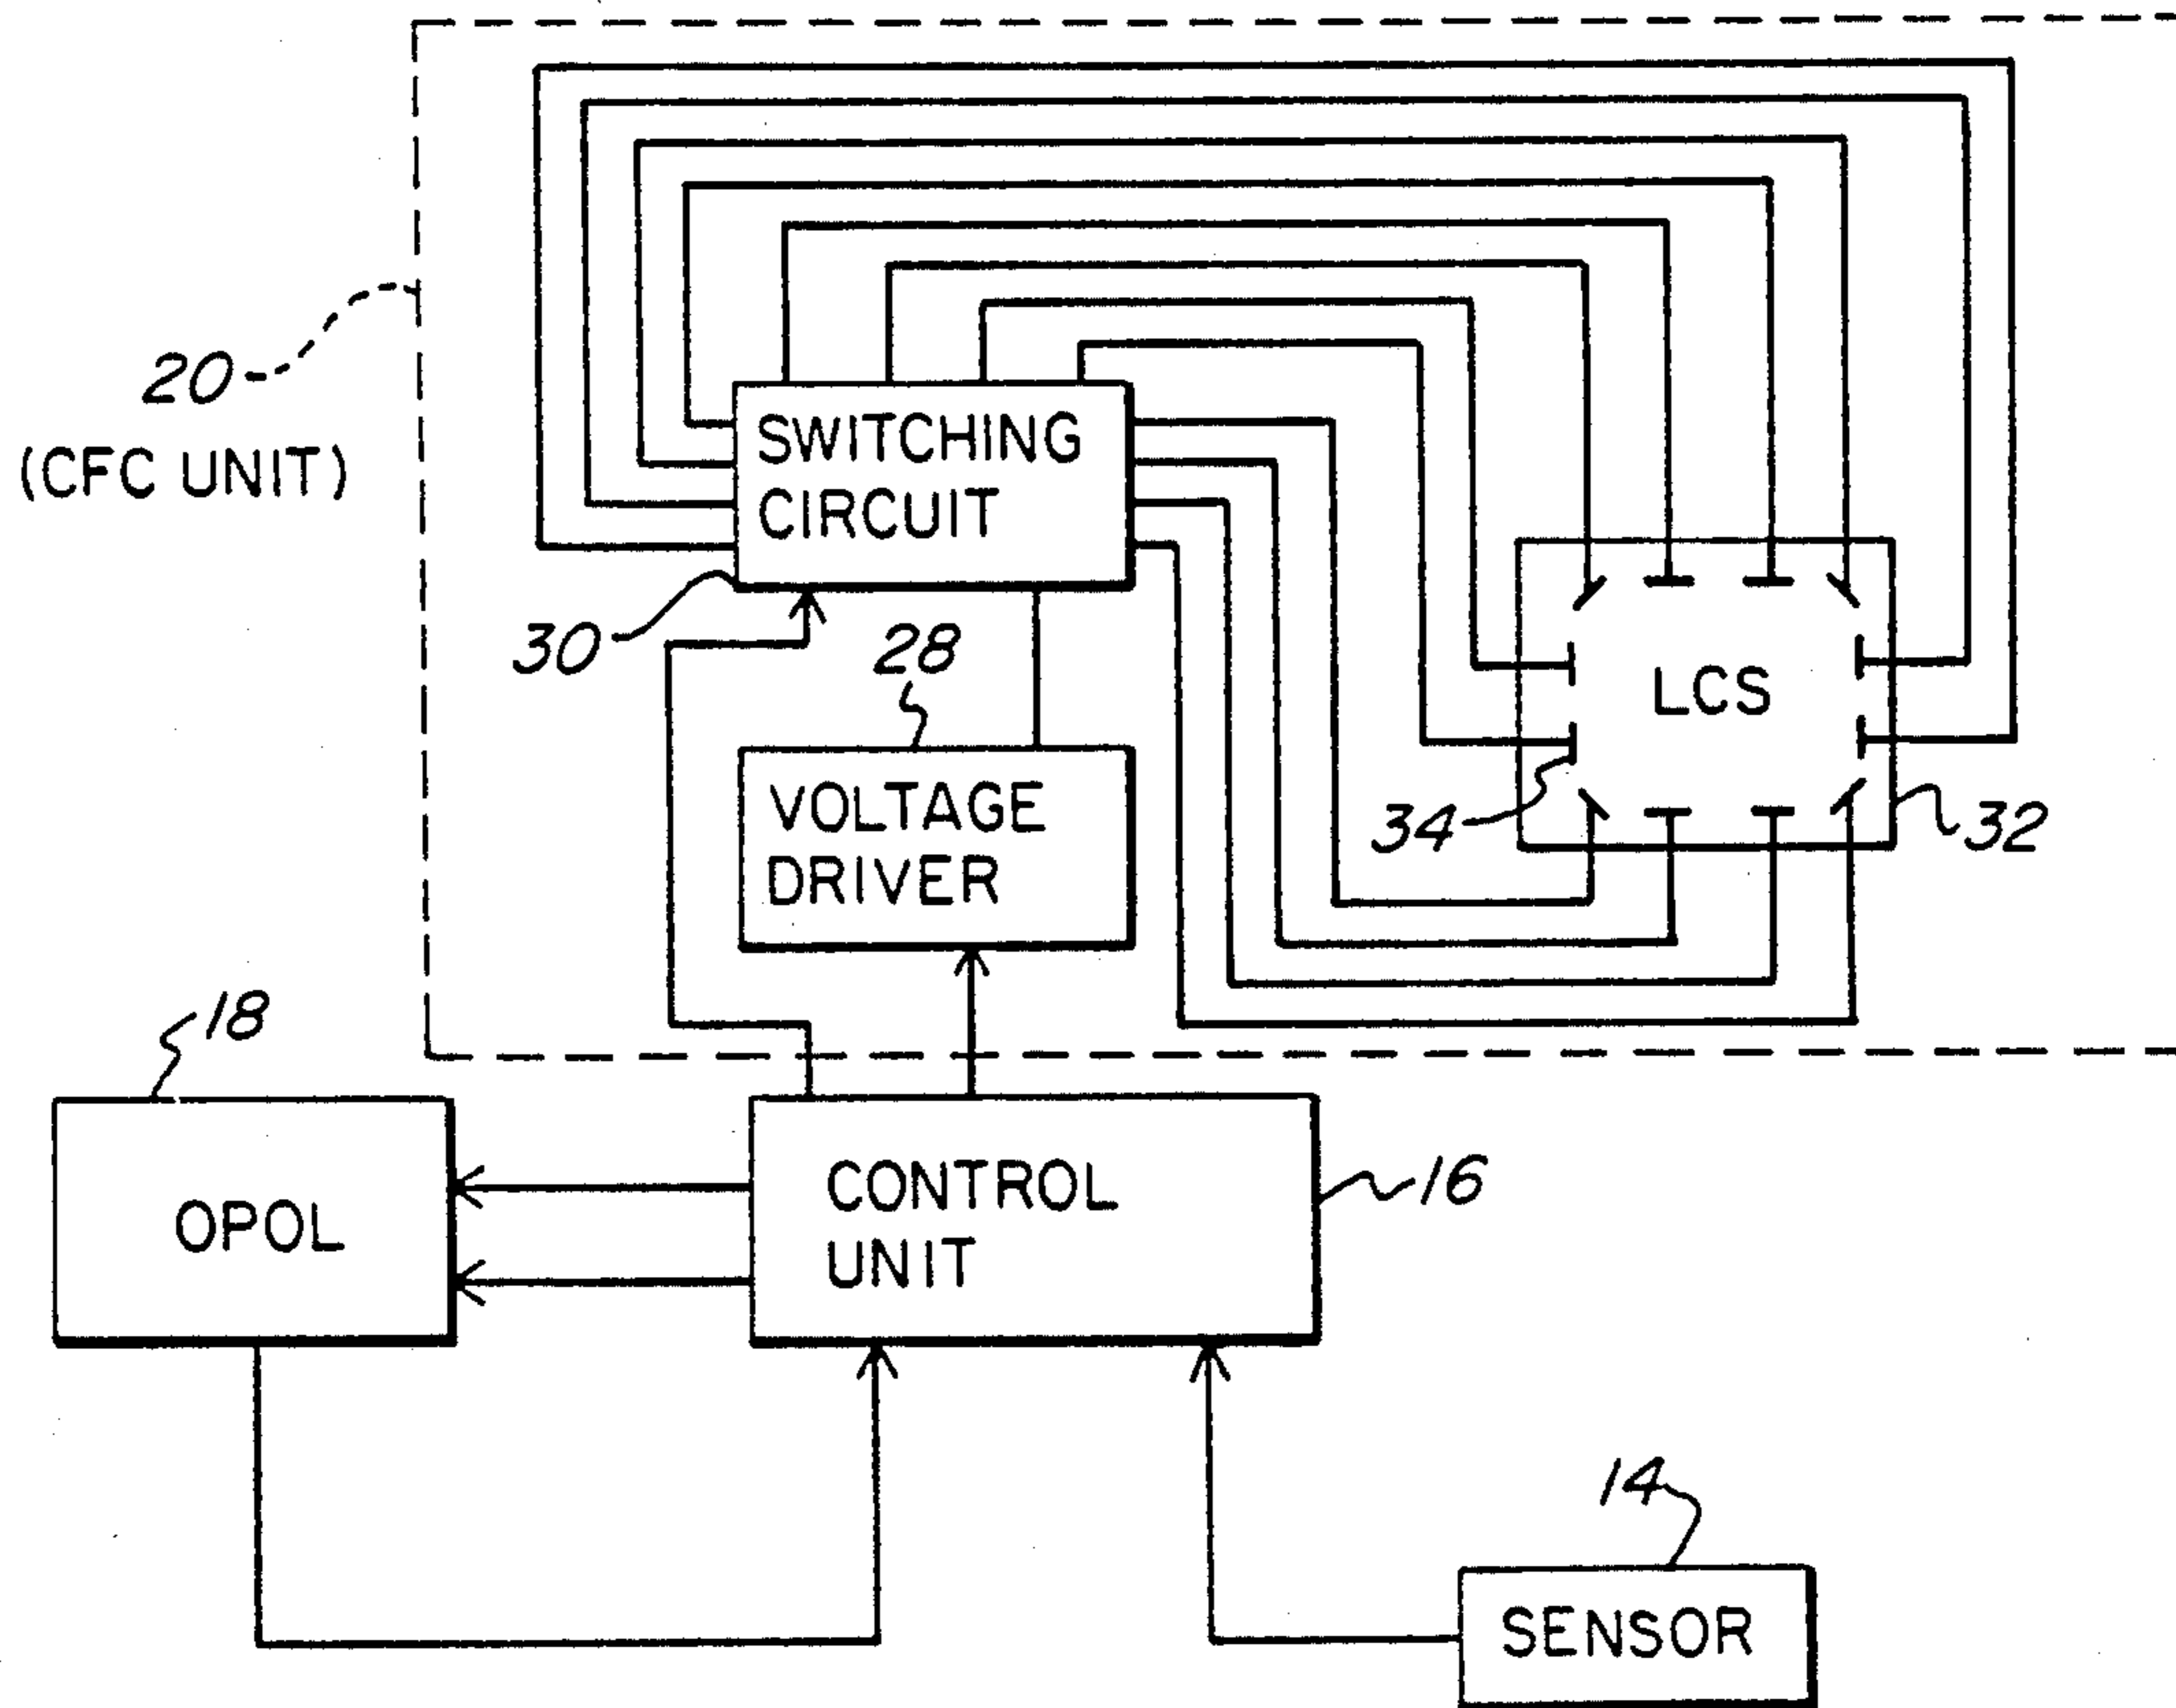 20
(CFC UNIT)
SWITCHING
CIRCUIT
30
28
LCS
34
32
VOLTAGE
DRIVER
18
OPOL
CONTROL
UNIT
16
14
SENSOR